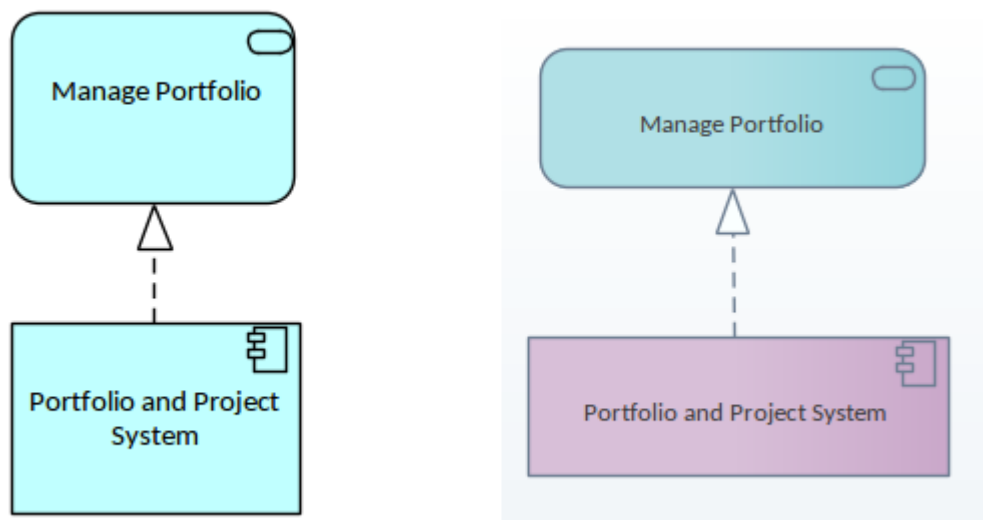 Manage Portfolio
Portfolio and Project
System
Manage Portfolio
Portfolio and Project System